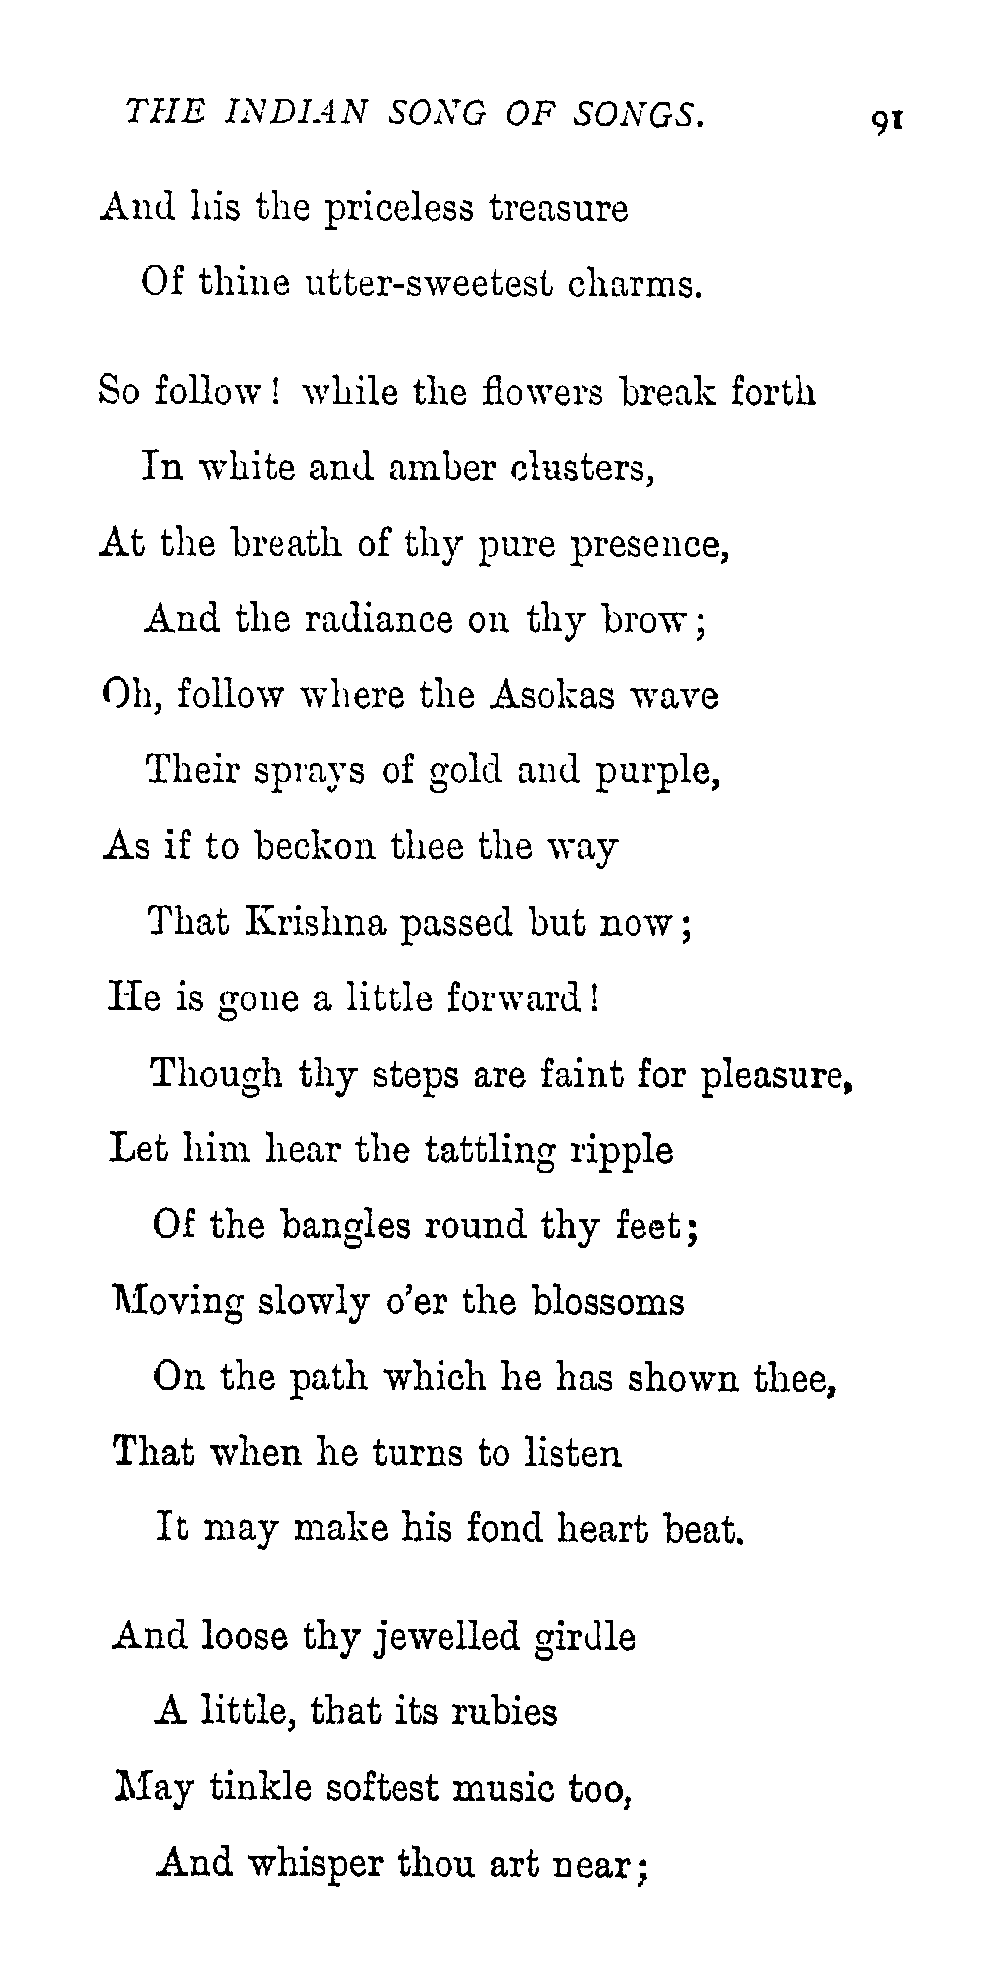 THE INDIAN SONG OF SONGS. 91
And his the priceless treasure
Of thine utter-sweetest charms.
So follow! while the flowers break forth
In white and amber clusters,
At the breath of thy pure presence,
And the radiance on thy brow;
Oh, follow where the Asokas wave
Their sprays of gold and purple,
As if to beckon thee the way
That Krishna passed but now;
He is gone a little forward!
Though thy steps are faint for pleasure,
Let him hear the tattling ripple
Of the bangles round thy feet;
Moving slowly o'er the blossoms
On the path which he has shown thee,
That when he turns to listen
It may make his fond heart beat.
And loose thy jewelled girdle
A little, that its rubies
May tinkle softest music too,
And whisper thou art near;